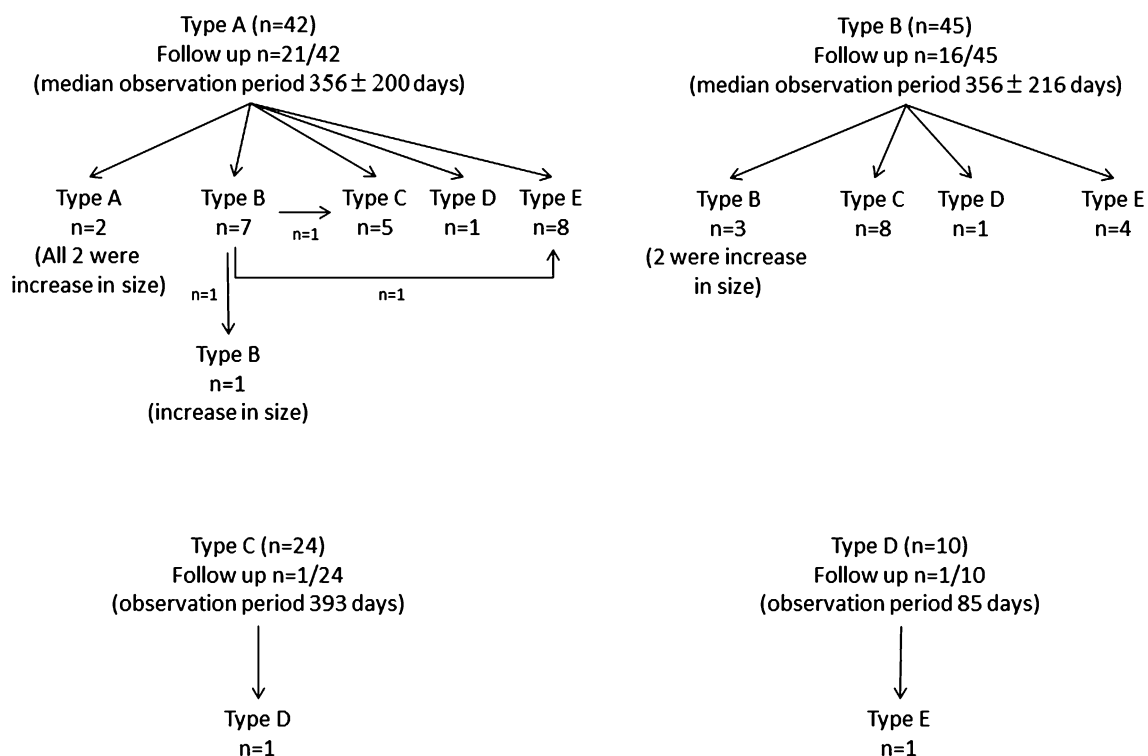 Type A (n=42)
Follow up n=21/42
(median observation period 356 ± 200 days)
Type A
n=2
(All 2 were
increase in size)
Type B
n=7
n=1
Type C
n=5
Type D
n=1
Type E
n=8
n=1
n=1
Type B
n=1
(increase in size)
Type B (n=45)
Follow up n=16/45
(median observation period 356 ± 216 days)
Type B
n=3
(2 were increase
in size)
Type C
n=8
Type D
n=1
Type E
n=4
Type C (n=24)
Follow up n=1/24
(observation period 393 days)
Type D
n=1
Type D (n=10)
Follow up n=1/10
(observation period 85 days)
Type E
n=1